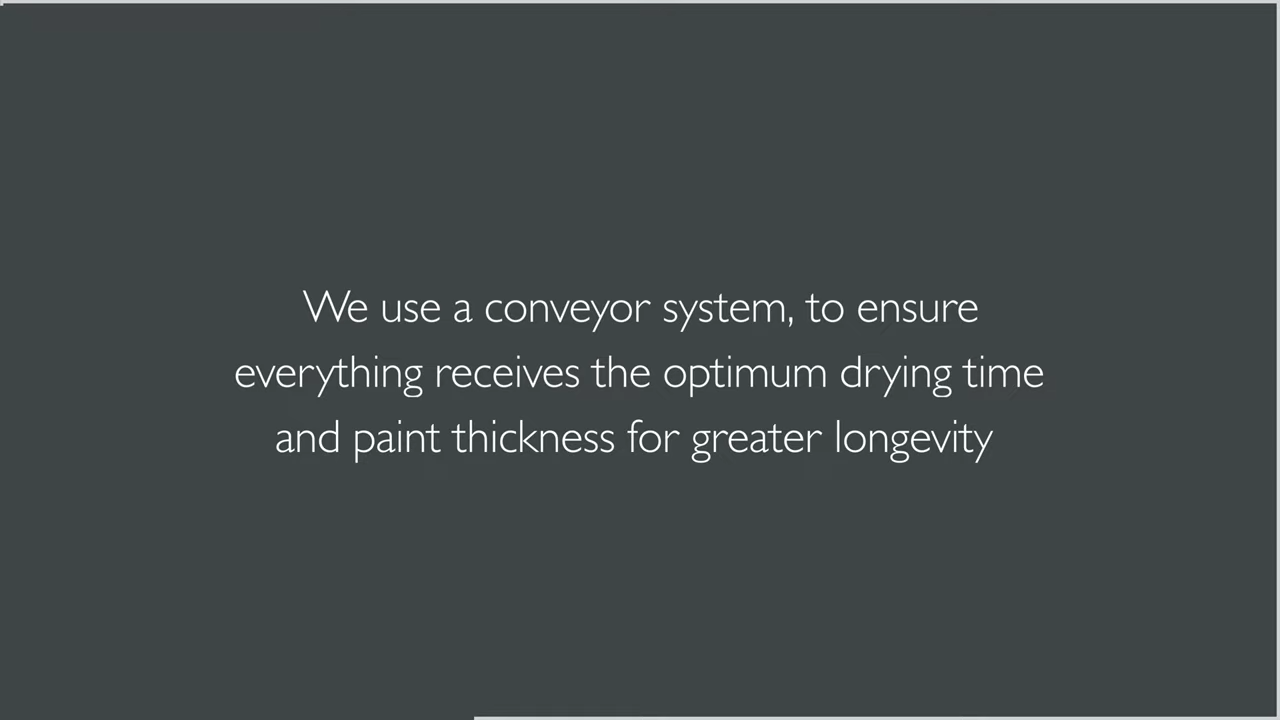 We use a conveyor system, to ensure
everything receives the optimum drying time
and paint thickness for greater longevity